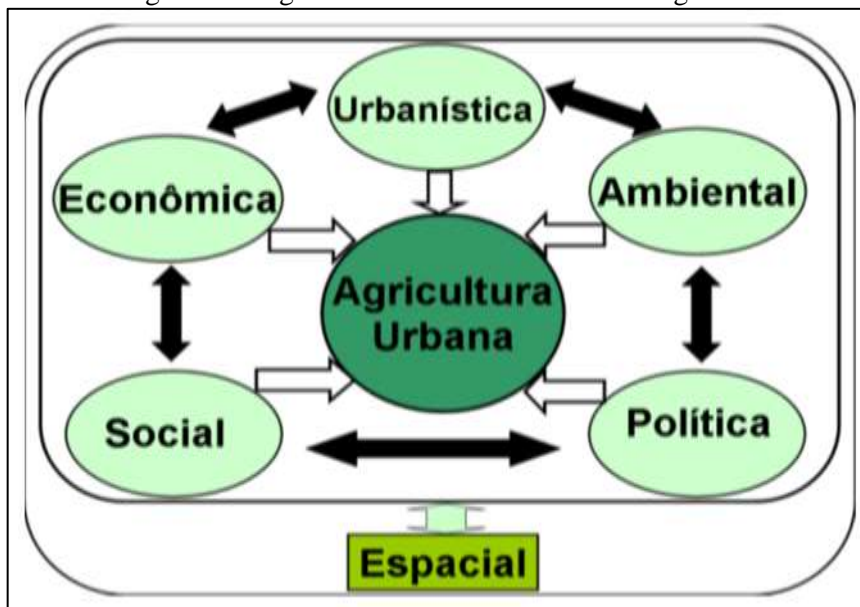 Urbanística
Econômica
Ambiental
Agricultura
Urbana
Social
Política
Espacial